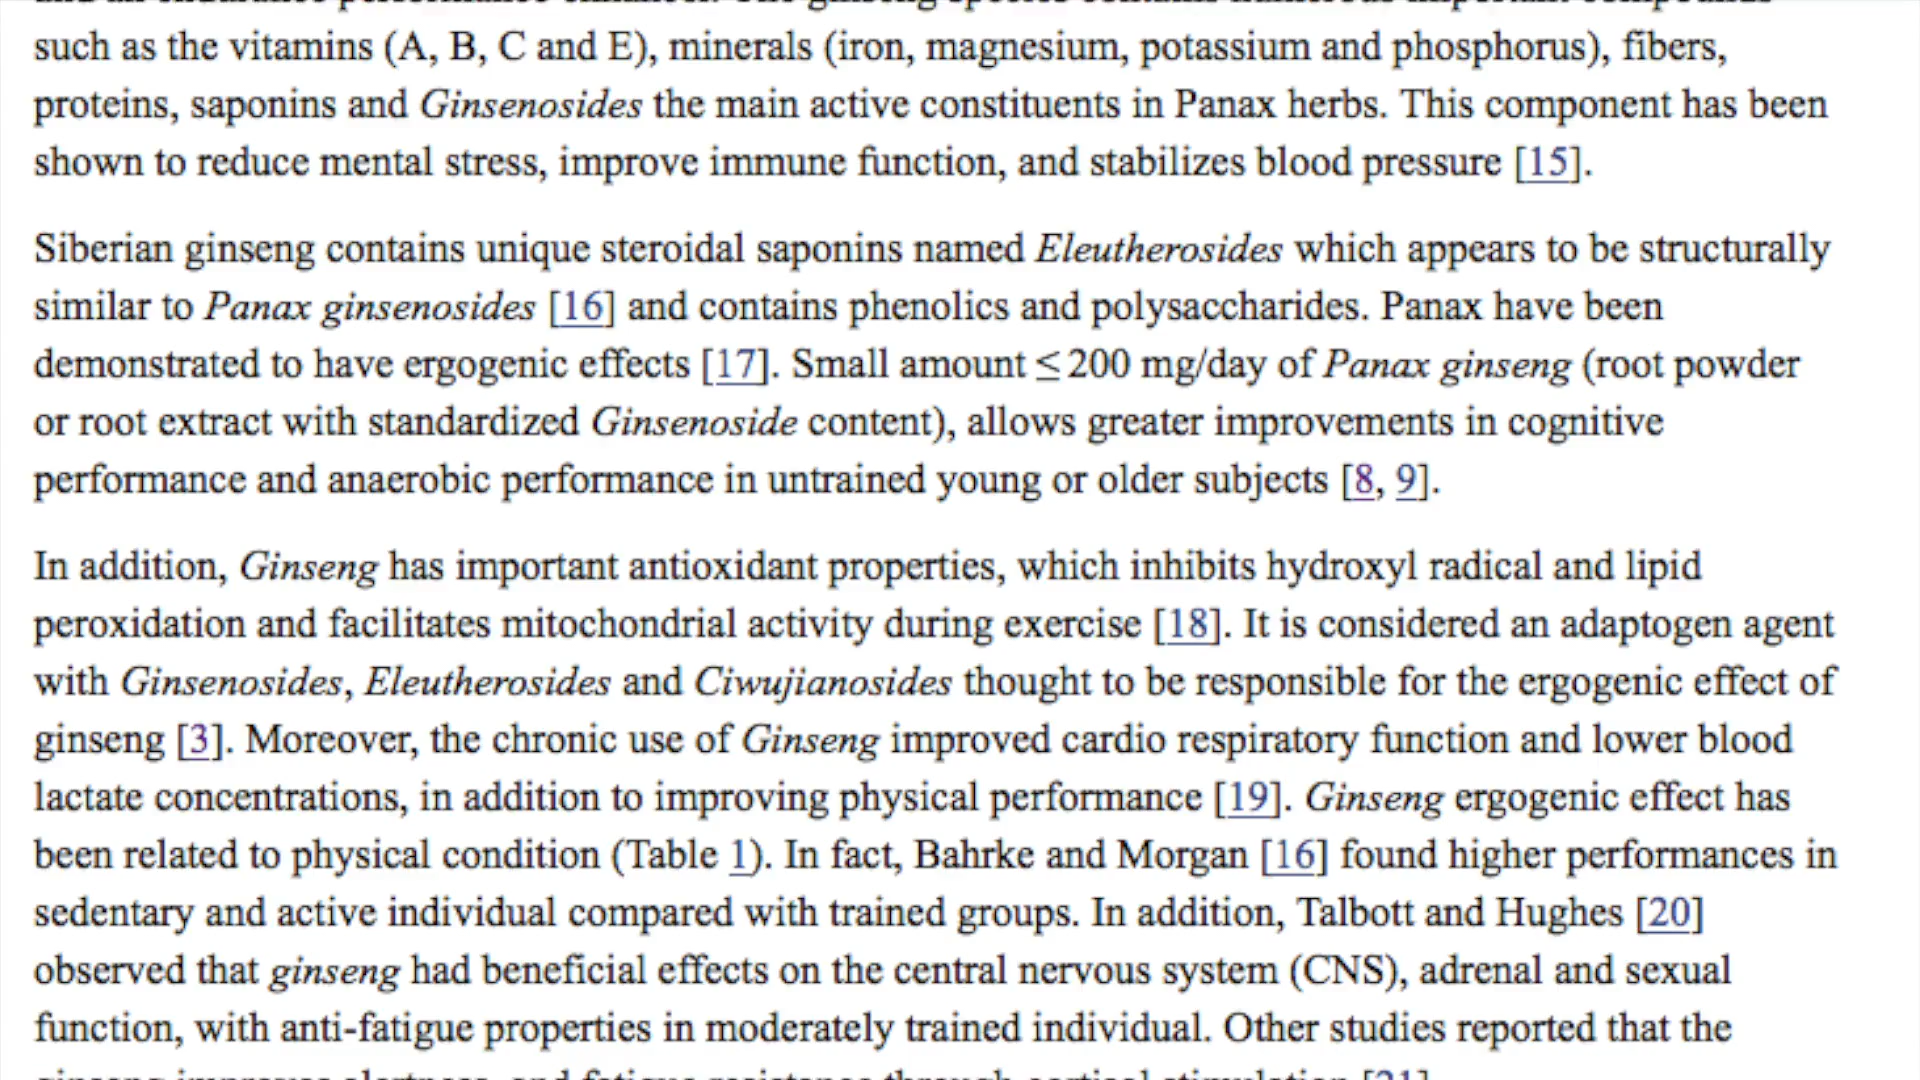 such as the vitamins (A, B, C and E), minerals (iron, magnesium, potassium and phosphorus), fibers,
proteins, saponins and Ginsenosides the main active constituents in Panax herbs. This component has been
shown to reduce mental stress, improve immune function, and stabilizes blood pressure [15].
Siberian ginseng contains unique steroidal saponins named Eleutherosides which appears to be structurally
similar to Panax ginsenosides [16] and contains phenolics and polysaccharides. Panax have been
demonstrated to have ergogenic effects [17]. Small amount ≤ 200 mg/day of Panax ginseng (root powder
or root extract with standardized Ginsenoside content), allows greater improvements in cognitive
performance and anaerobic performance in untrained young or older subjects [8, 9].
In addition, Ginseng has important antioxidant properties, which inhibits hydroxyl radical and lipid
peroxidation and facilitates mitochondrial activity during exercise [18]. It is considered an adaptogen agent
with Ginsenosides, Eleutherosides and Ciwujianosides thought to be responsible for the ergogenic effect of
ginseng [3]. Moreover, the chronic use of Ginseng improved cardio respiratory function and lower blood
lactate concentrations, in addition to improving physical performance [19]. Ginseng ergogenic effect has
been related to physical condition (Table 1). In fact, Bahrke and Morgan [16] found higher performances in
sedentary and active individual compared with trained groups. In addition, Talbott and Hughes [20]
observed that ginseng had beneficial effects on the central nervous system (CNS), adrenal and sexual
function, with anti-fatigue properties in moderately trained individual. Other studies reported that the